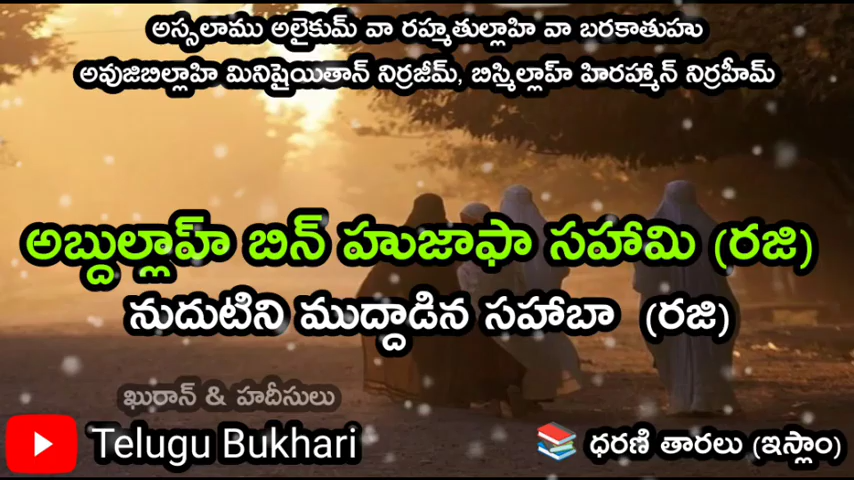 అస్సలాము అలైకుమ్ వా రహ్మతుల్లాహి వా బరకాతుహు
అవుజిబిల్లాహి మినిషైయితాన్ నిర్రజీమ్, బిస్మిల్లాహ్ హిరహ్మాన్ నిర్రహీమ్
అబ్దుల్లాహ్ బిన్ హుజాఫా సహామి (రజి)
నుదుటిని ముద్దాడిన సహాబా (రజి)
ఖురాన్ & హదీసులు
Telugu Bukhari
ధరణి తారలు (ఇస్లాం)